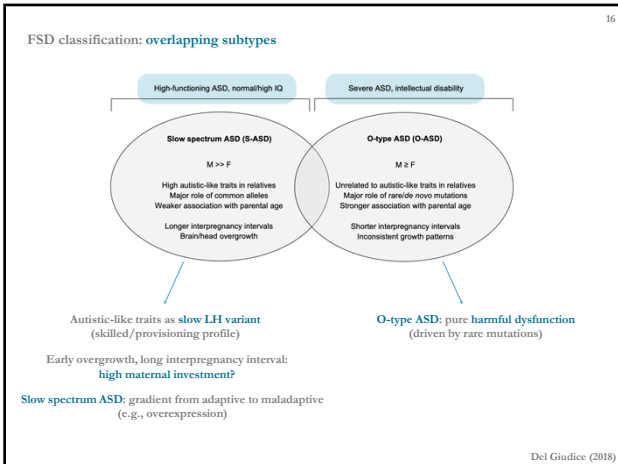 16
FSD classification: overlapping subtypes
High-functioning ASD, normal/high IQ
Severe ASD, intellectual disability
Slow spectrum ASD (S-ASD)
M >> F
High autistic-like traits in relatives
Major role of common alleles
Weaker association with parental age
Longer interpregnancy intervals
Brain/head overgrowth
O-type ASD (O-ASD)
M ≥ F
Unrelated to autistic-like traits in relatives
Major role of rare/de novo mutations
Stronger association with parental age
Shorter interpregnancy intervals
Inconsistent growth patterns
Autistic-like traits as slow LH variant
(skilled/provisioning profile)
Early overgrowth, long interpregnancy interval:
high maternal investment?
Slow spectrum ASD: gradient from adaptive to maladaptive
(e.g., overexpression)
O-type ASD: pure harmful dysfunction
(driven by rare mutations)
Del Giudice (2018)